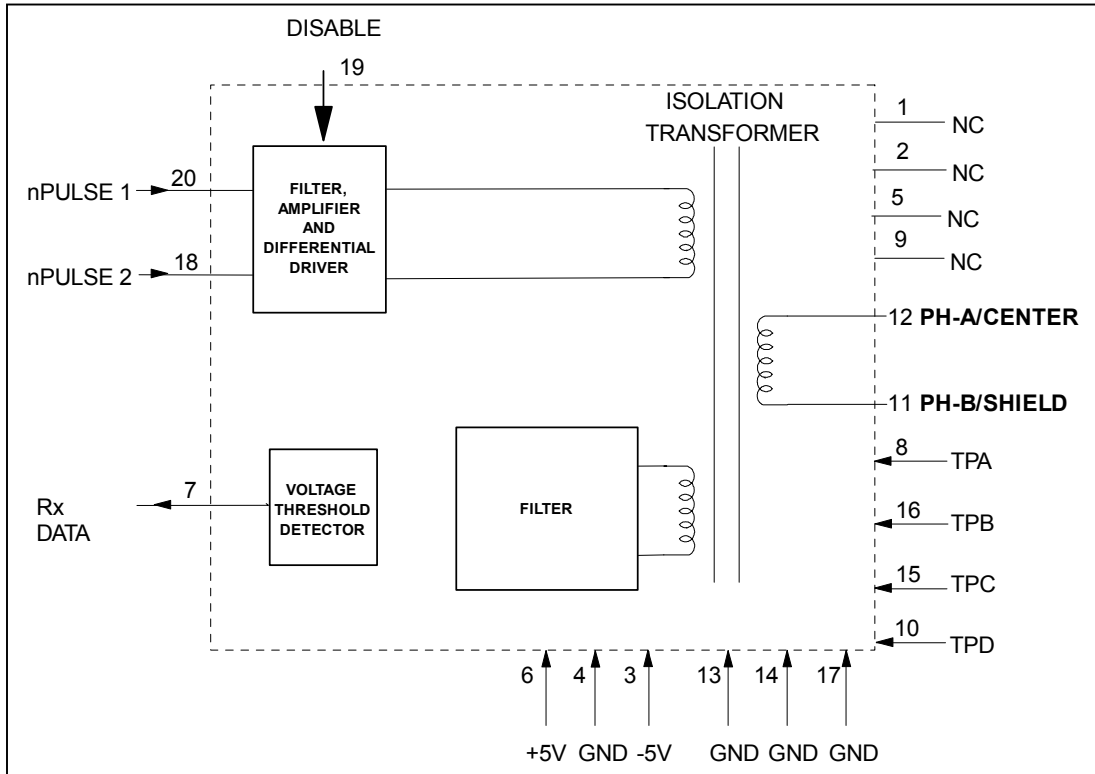 DISABLE
19
ISOLATION
TRANSFORMER
1
NC
2
NC
5
NC
9
NC
nPULSE 1
20
nPULSE 2
18
FILTER,
AMPLIFIER
AND
DIFFERENTIAL
DRIVER
12 PH-A/CENTER
11 PH-B/SHIELD
Rx
DATA
7
VOLTAGE
THRESHOLD
DETECTOR
FILTER
8
TPA
16
TPB
15
TPC
10
TPD
6
4
3
13
14
17
+5V
GND
-5V
GND
GND
GND